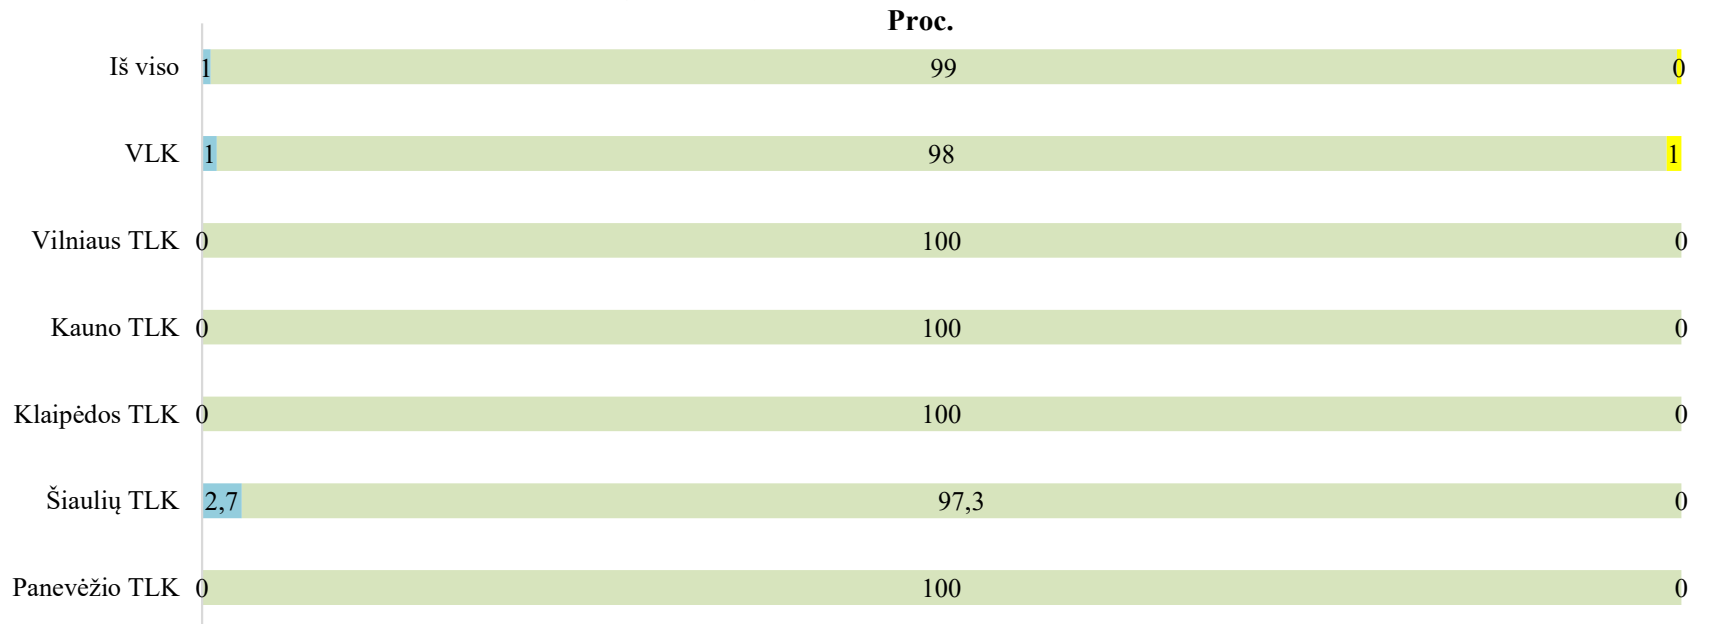 Proc.
Iš viso 1 99 0
VLK 1 98 1
Vilniaus TLK 0 100 0
Kauno TLK 0 100 0
Klaipėdos TLK 0 100 0
Šiaulių TLK 2,7 97,3 0
Panevėžio TLK 0 100 0